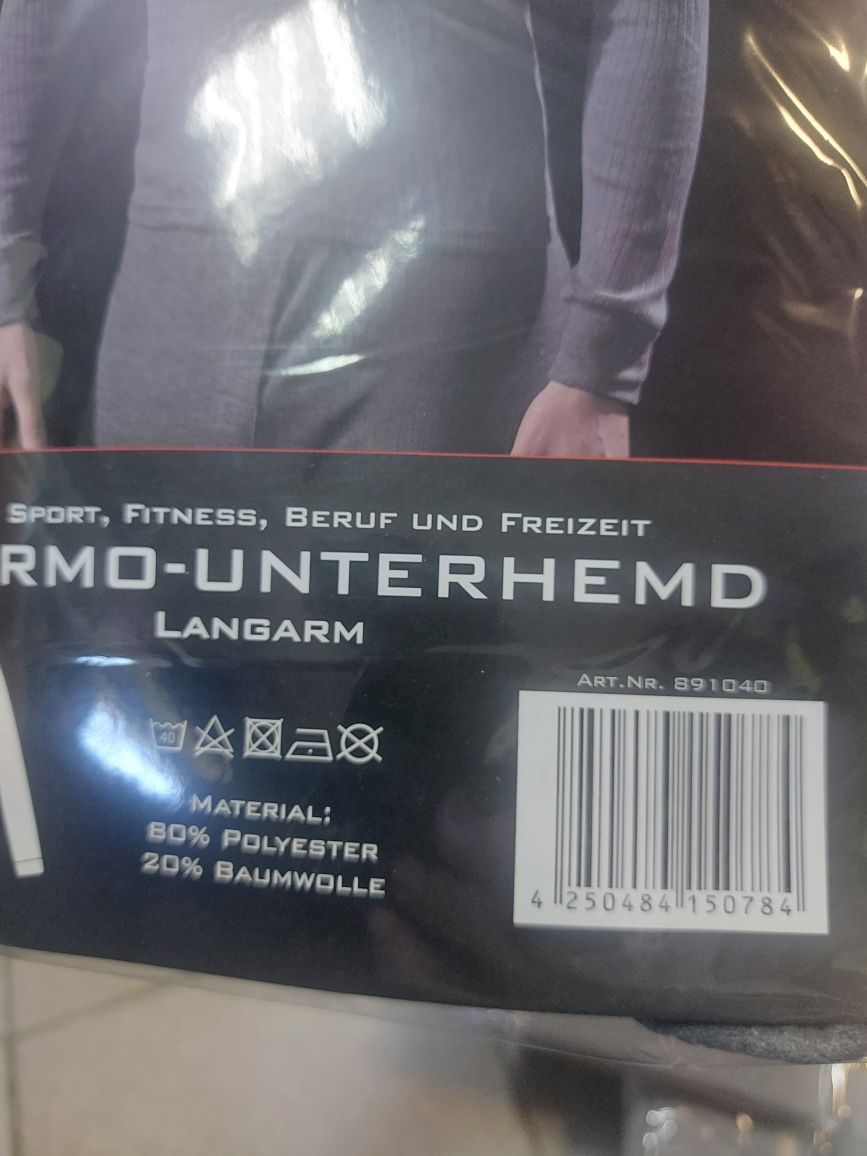 SPORT, FITNESS, BERUF UND FREIZEIT
RMO-UNTERHEMD
LANGARM
ART.NR. 891040
40
MATERIAL:
80% POLYESTER
20% BAUMWOLLE
4 250484 150784